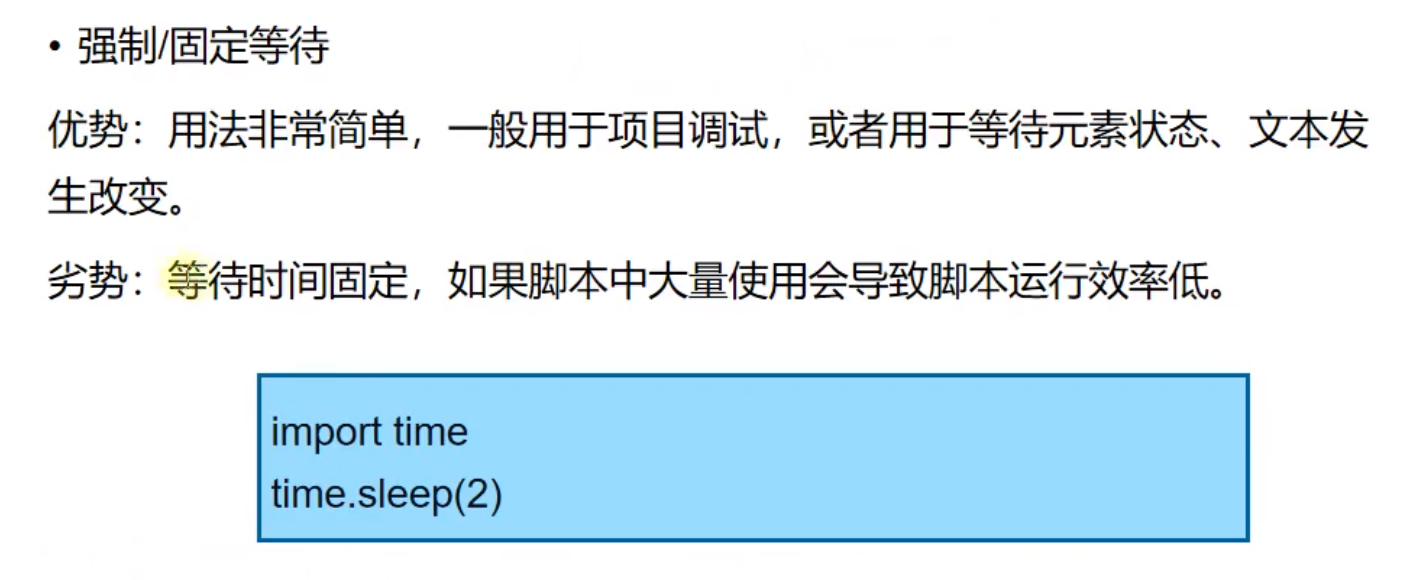 • 强制/固定等待
优势：用法非常简单，一般用于项目调试，或者用于等待元素状态、文本发
生改变。
劣势：等待时间固定，如果脚本中大量使用会导致脚本运行效率低。
import time
time.sleep(2)